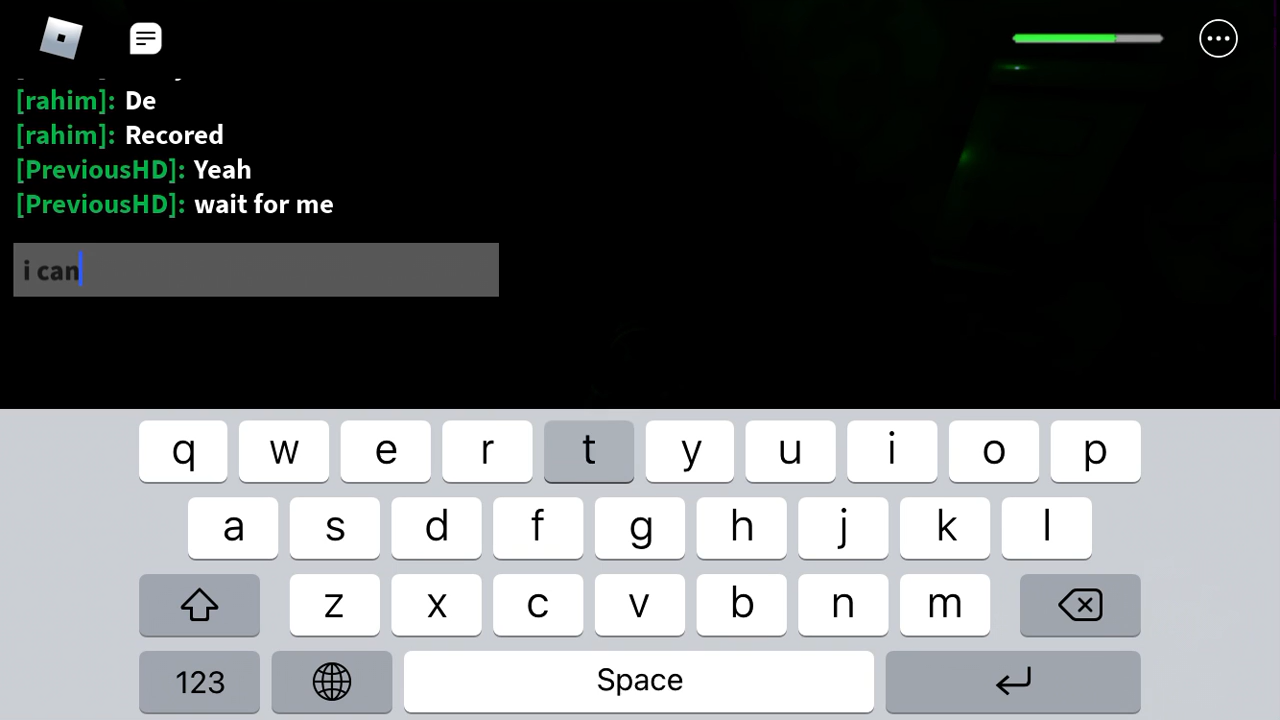 [rahim]: De
[rahim]: Recored
[PreviousHD]: Yeah
[PreviousHD]: wait for me
i can
q w e r t y u i o p
a s d f g h j k l
z x c v b n m
123 Space